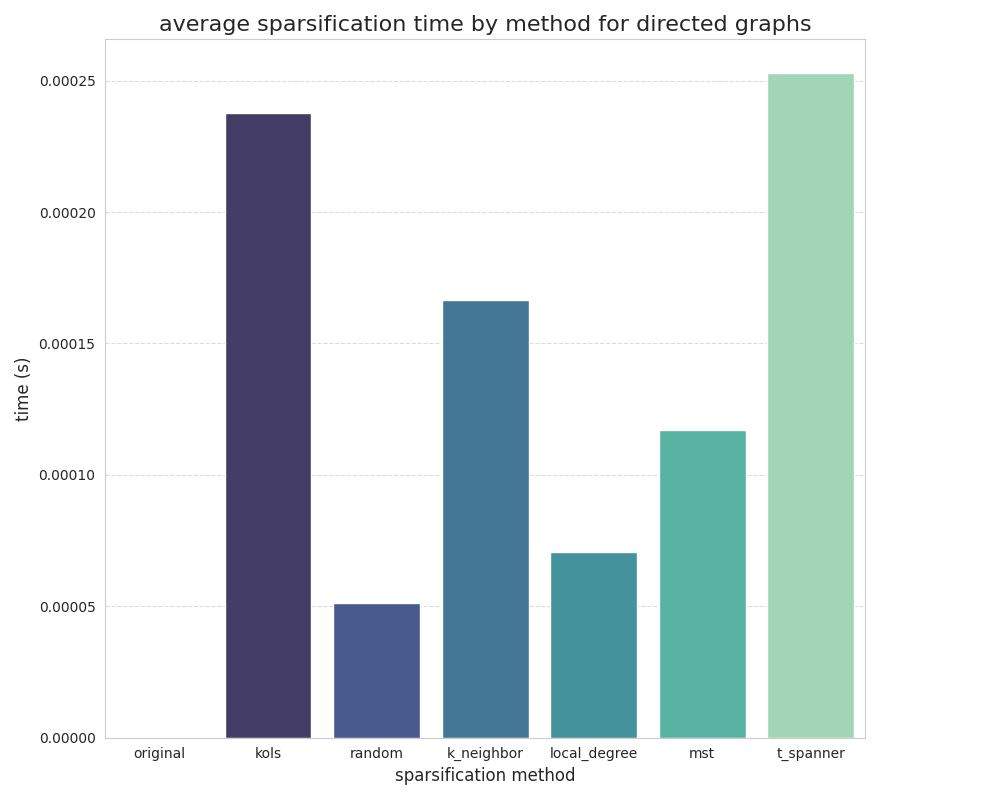 average sparsification time by method for directed graphs
time (s)
0.00025
0.00020
0.00015
0.00010
0.00005
0.00000
original kols random k_neighbor local_degree mst t_spanner
sparsification method